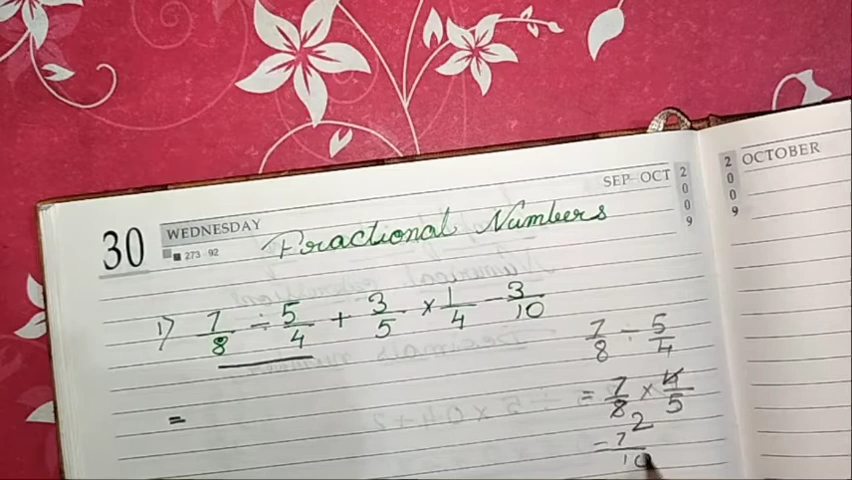 30 WEDNESDAY SEP-OCT 2009
273 92
Fractional Numbers
1) 7/8 ÷ 5/4 + 3/5 × 1/4 - 3/10
=
7/8 ÷ 5/4
= 7/8 × 4/5
2
= 7/10
2009 OCTOBER